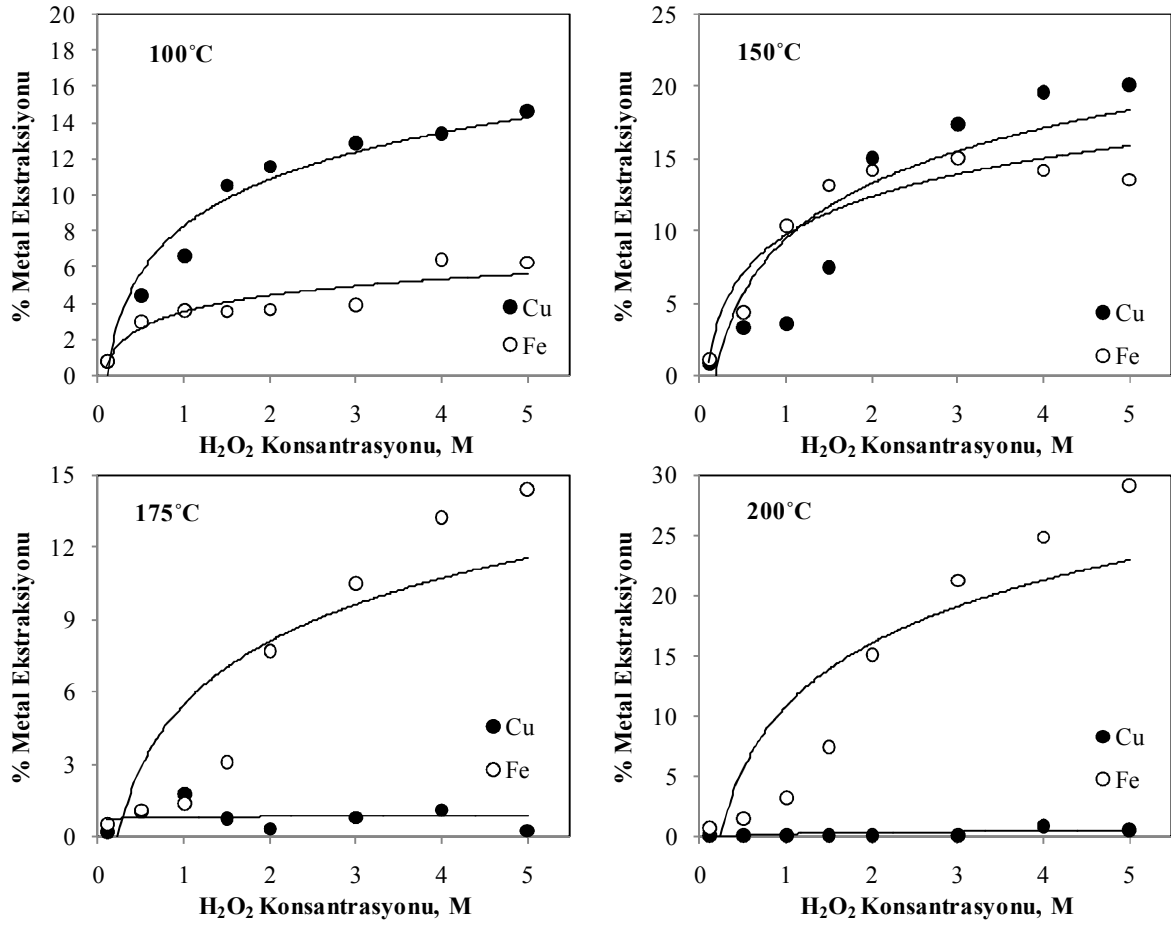 % Metal Ekstraksiyonu
20
18
16
14
12
10
8
6
4
2
0
100˚C
Cu
Fe
0 1 2 3 4 5
H₂O₂ Konsantrasyonu, M
% Metal Ekstraksiyonu
25
20
15
10
5
0
150˚C
Cu
Fe
0 1 2 3 4 5
H₂O₂ Konsantrasyonu, M
% Metal Ekstraksiyonu
15
12
9
6
3
0
175˚C
Cu
Fe
0 1 2 3 4 5
H₂O₂ Konsantrasyonu, M
% Metal Ekstraksiyonu
30
25
20
15
10
5
0
200˚C
Cu
Fe
0 1 2 3 4 5
H₂O₂ Konsantrasyonu, M